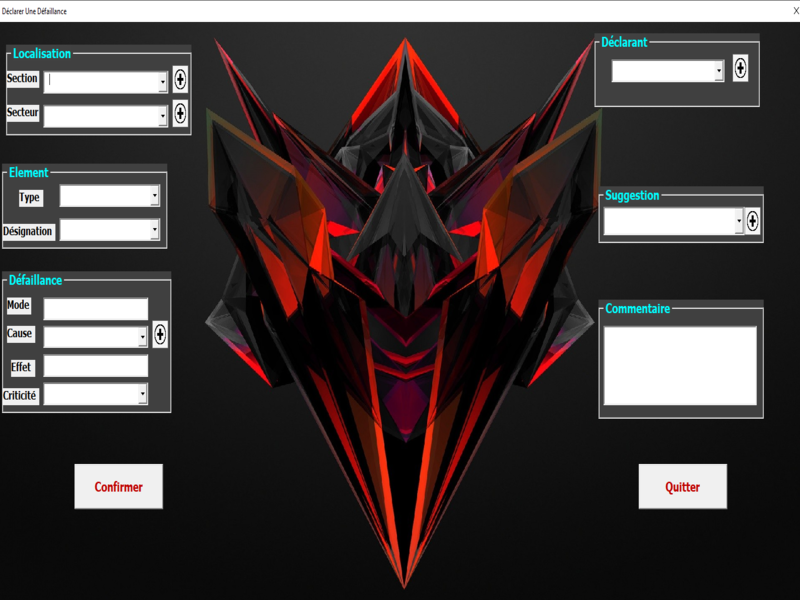 Déclarer Une Défaillance
X
Localisation
Section
Secteur
Element
Type
Désignation
Défaillance
Mode
Cause
Effet
Criticité
Confirmer
Déclarant
Suggestion
Commentaire
Quitter